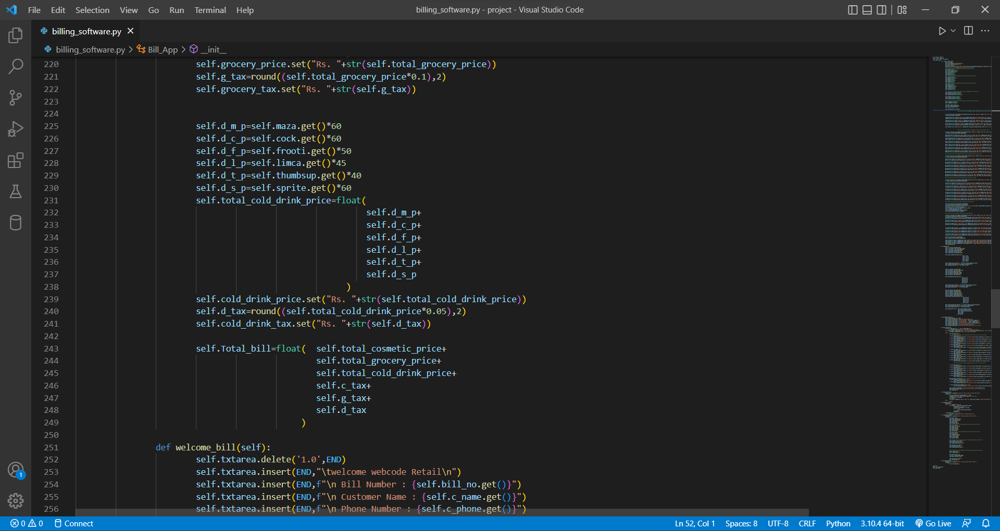 File Edit Selection View Go Run Terminal Help
billing_software.py - project - Visual Studio Code
billing_software.py
billing_software.py > Bill_App > __init__
220 self.grocery_price.set("Rs. "+str(self.total_grocery_price))
221 self.g_tax=round((self.total_grocery_price*0.1),2)
222 self.grocery_tax.set("Rs. "+str(self.g_tax))
223
224
225 self.d_m_p=self.maza.get()*60
226 self.d_c_p=self.cock.get()*60
227 self.d_f_p=self.frooti.get()*50
228 self.d_l_p=self.limca.get()*45
229 self.d_t_p=self.thumbsup.get()*40
230 self.d_s_p=self.sprite.get()*60
231 self.total_cold_drink_price=float(
232 self.d_m_p+
233 self.d_c_p+
234 self.d_f_p+
235 self.d_l_p+
236 self.d_t_p+
237 self.d_s_p
238 )
239 self.cold_drink_price.set("Rs. "+str(self.total_cold_drink_price))
240 self.d_tax=round((self.total_cold_drink_price*0.05),2)
241 self.cold_drink_tax.set("Rs. "+str(self.d_tax))
242
243 self.Total_bill=float(  self.total_cosmetic_price+
244 self.total_grocery_price+
245 self.total_cold_drink_price+
246 self.c_tax+
247 self.g_tax+
248 self.d_tax
249 )
250
251 def welcome_bill(self):
252 self.txtarea.delete('1.0',END)
253 self.txtarea.insert(END,"\twelcome webcode Retail\n")
254 self.txtarea.insert(END,f"\n Bill Number : {self.bill_no.get()}")
255 self.txtarea.insert(END,f"\n Customer Name : {self.c_name.get()}")
256 self.txtarea.insert(END,f"\n Phone Number : {self.c_phone.get()}")
1
0 0 Connect
Ln 52, Col 1 Spaces: 8 UTF-8 CRLF Python 3.10.4 64-bit Go Live